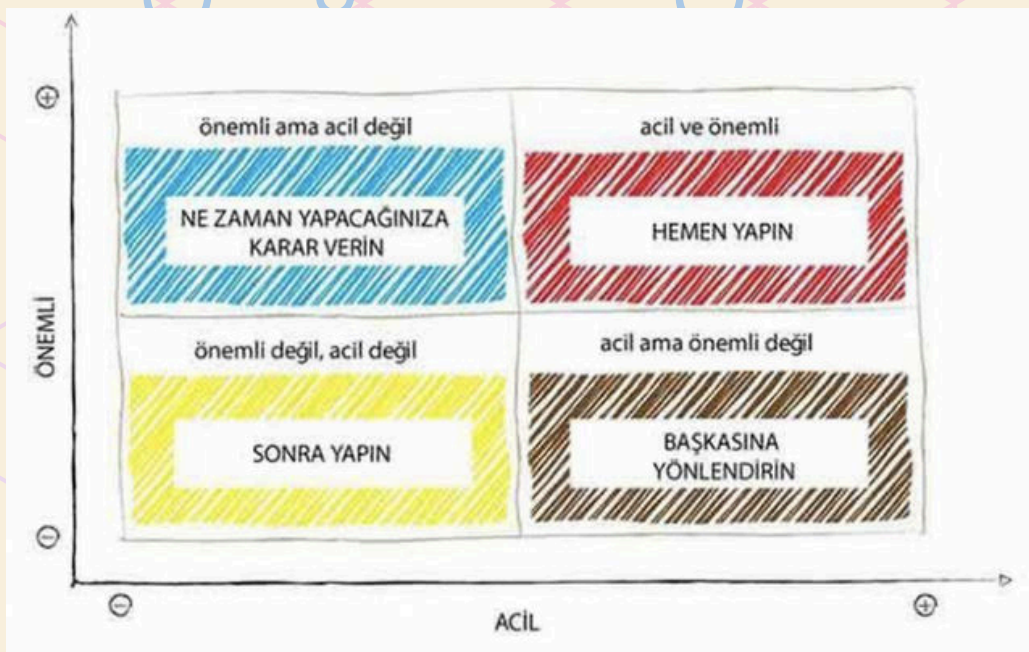 önemli ama acil değil
NE ZAMAN YAPACAĞINIZA
KARAR VERİN
acil ve önemli
HEMEN YAPIN
önemli değil, acil değil
SONRA YAPIN
acil ama önemli değil
BAŞKASINA
YÖNLENDİRİN
ÖNEMLİ
ACİL